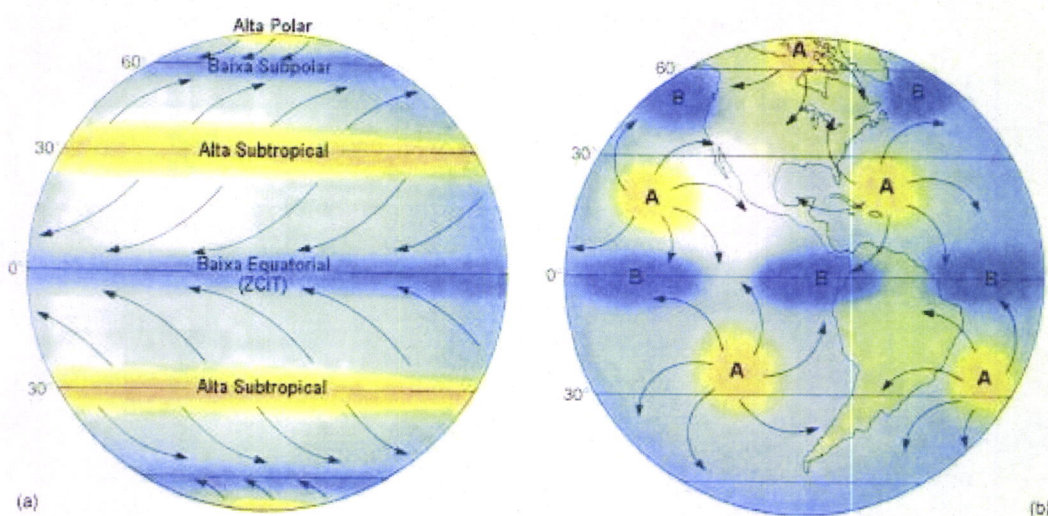 Alta Polar
60°
Baixa Subpolar
30°
Alta Subtropical
0°
Baixa Equatorial
(ZCIT)
30°
Alta Subtropical
(a)
A
60°
B
B
30°
A
A
0°
B
B
B
A
A
30°
(b)